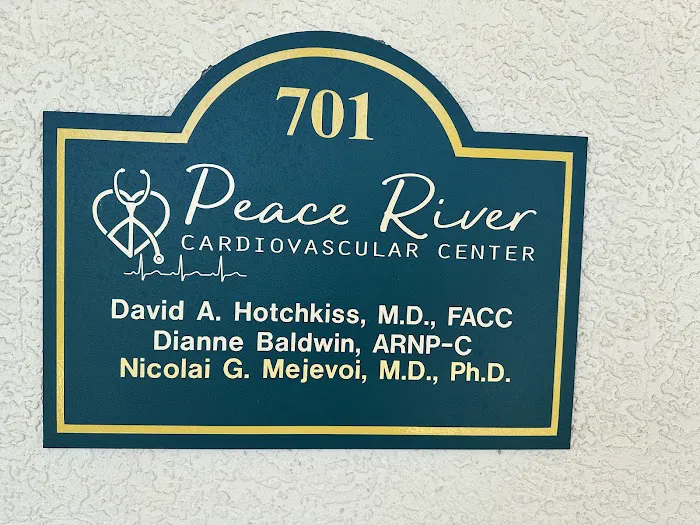 701
Peace River
CARDIOVASCULAR CENTER
David A. Hotchkiss, M.D., FACC
Dianne Baldwin, ARNP-C
Nicolai G. Mejevoi, M.D., Ph.D.